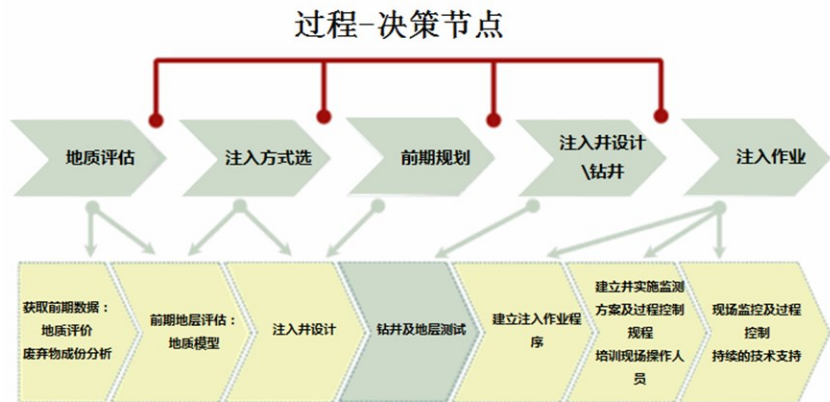 过程-决策节点
地质评估
注入方式选
前期规划
注入井设计
\钻井
注入作业
获取前期数据：
地质评价
废弃物成份分析
前期地层评估：
地质模型
注入井设计
钻井及地层测试
建立注入作业程
序
建立井实施监测
方案及过程控制
规程
培训现场操作人
员
现场监控及过程
控制
持续的技术支持